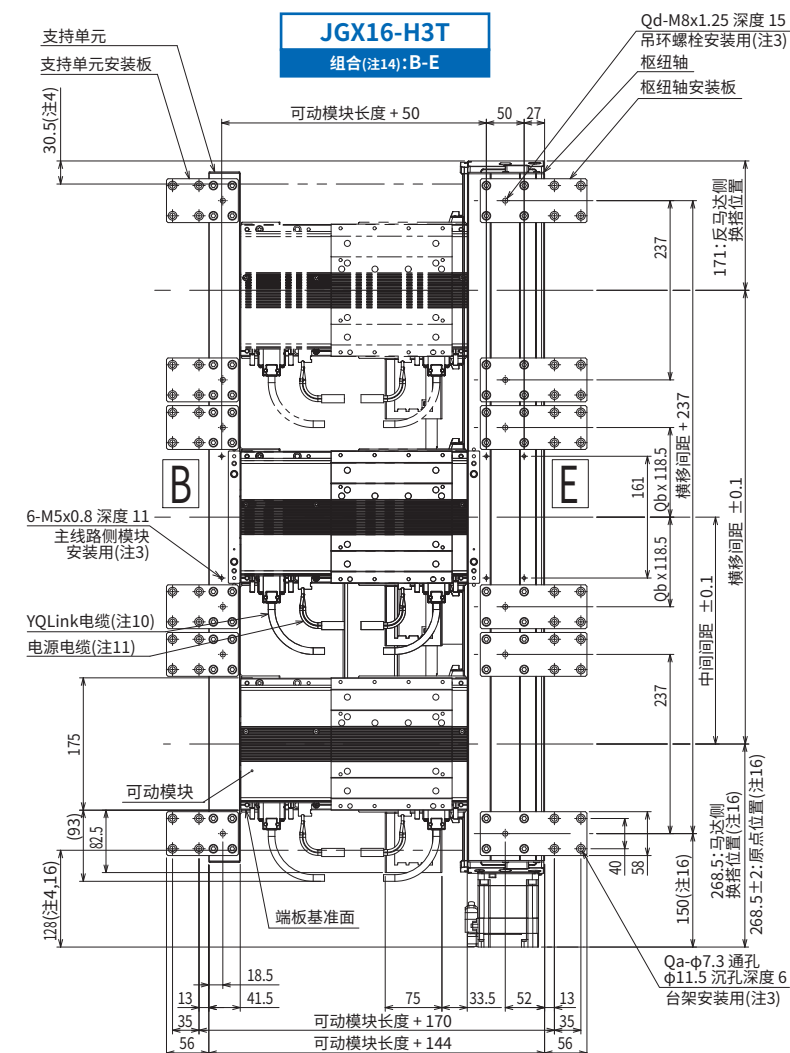 JGX16-H3T
组合(注14):B-E
Qd-M8x1.25 深度 15
吊环螺栓安装用(注3)
枢纽轴
枢纽轴安装板
支持单元
支持单元安装板
30.5(注4)
可动模块长度 + 50
50
27
171:反马达侧
换搭位置
237
横移间距 + 237
B
E
161
Qb x 118.5
Qb x 118.5
横移间距 ±0.1
中间间距 ±0.1
6-M5x0.8 深度 11
主线路侧模块
安装用(注3)
YQLink电缆(注10)
电源电缆(注11)
237
175
可动模块
(93)
82.5
128(注4,16)
端板基准面
40
58
150(注16)
268.5:马达侧
换搭位置(注16)
268.5±2:原点位置(注16)
Qa-φ7.3 通孔
φ11.5 沉孔深度 6
台架安装用(注3)
18.5
13
41.5
75
33.5
52
13
35
可动模块长度 + 170
35
56
可动模块长度 + 144
56